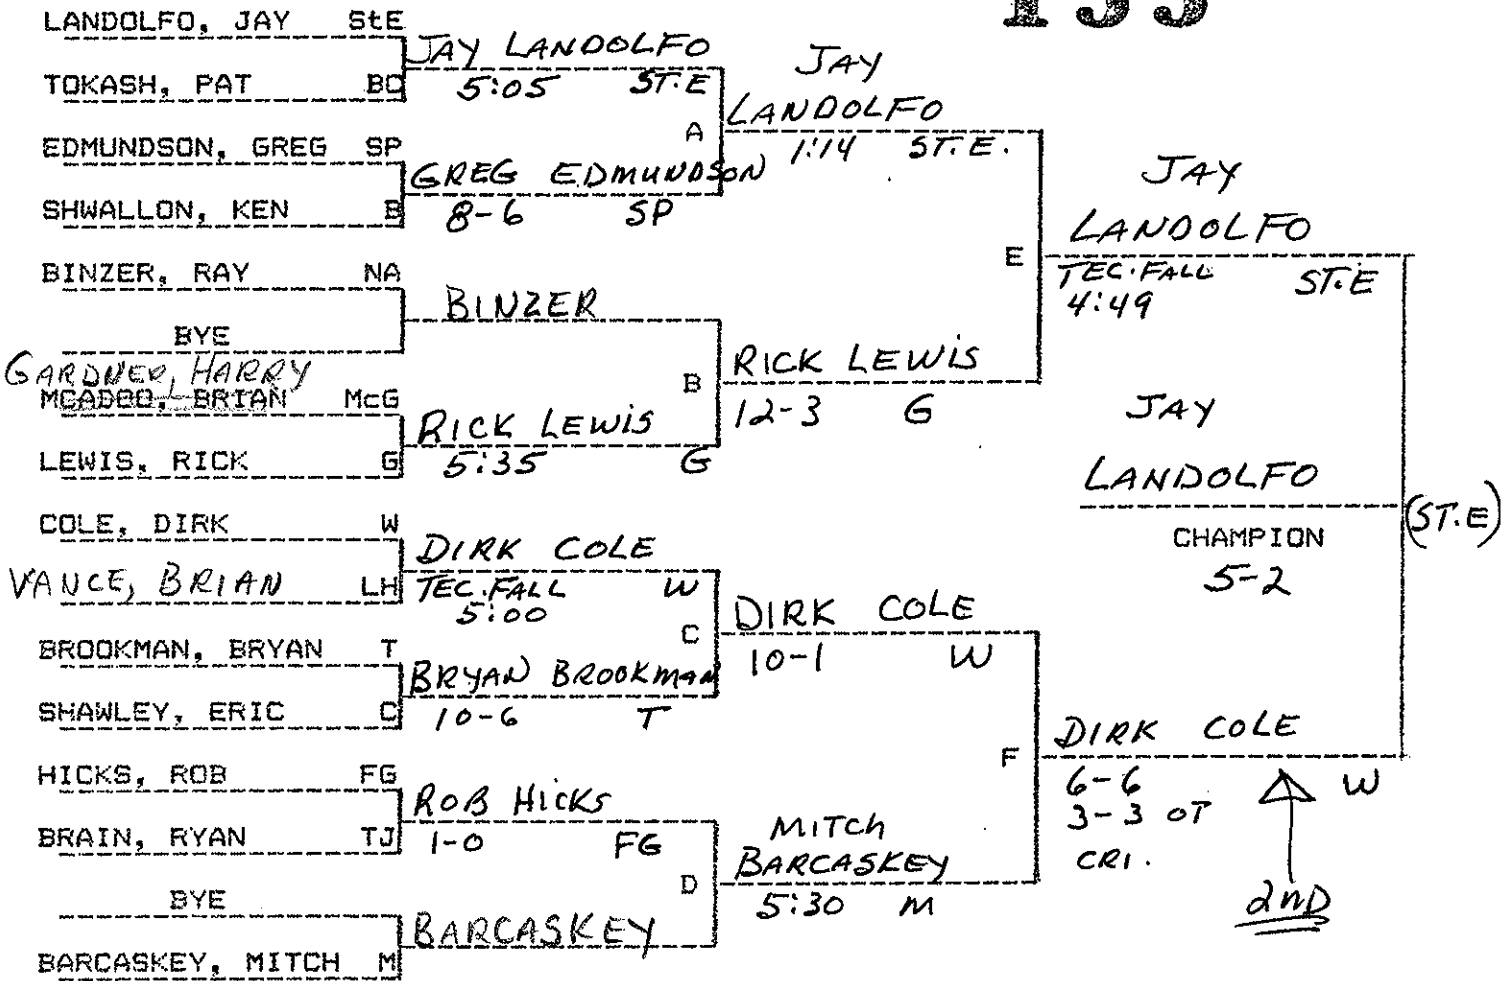 LANDOLFO, JAY StE
TOKASH, PAT BC
EDMUNDSON, GREG SP
SHWALLON, KEN B
BINZER, RAY NA
BYE
GARDNER, HARRY
MCADOO, BRIAN McG
LEWIS, RICK G
COLE, DIRK W
VANCE, BRIAN LH
BROOKMAN, BRYAN T
SHAWLEY, ERIC C
HICKS, ROB FG
BRAIN, RYAN TJ
BYE
BARCASKEY, MITCH M
JAY LANDOLFO
5:05 ST.E
A
GREG EDMUNDSON
8-6 SP
BINZER
B
RICK LEWIS
5:35 G
DIRK COLE
TEC.FALL W
5:00
C
BRYAN BROOKMAN
10-6 T
ROB HICKS
1-0 FG
D
BARCASKEY
JAY
LANDOLFO
1:14 ST.E.
E
RICK LEWIS
12-3 G
DIRK COLE
10-1 W
F
MITCH
BARCASKEY
5:30 M
JAY
LANDOLFO
TEC.FALL ST.E
4:49
JAY
LANDOLFO
(ST.E)
CHAMPION
5-2
DIRK COLE
6-6 W
3-3 OT
CRI.
2ND